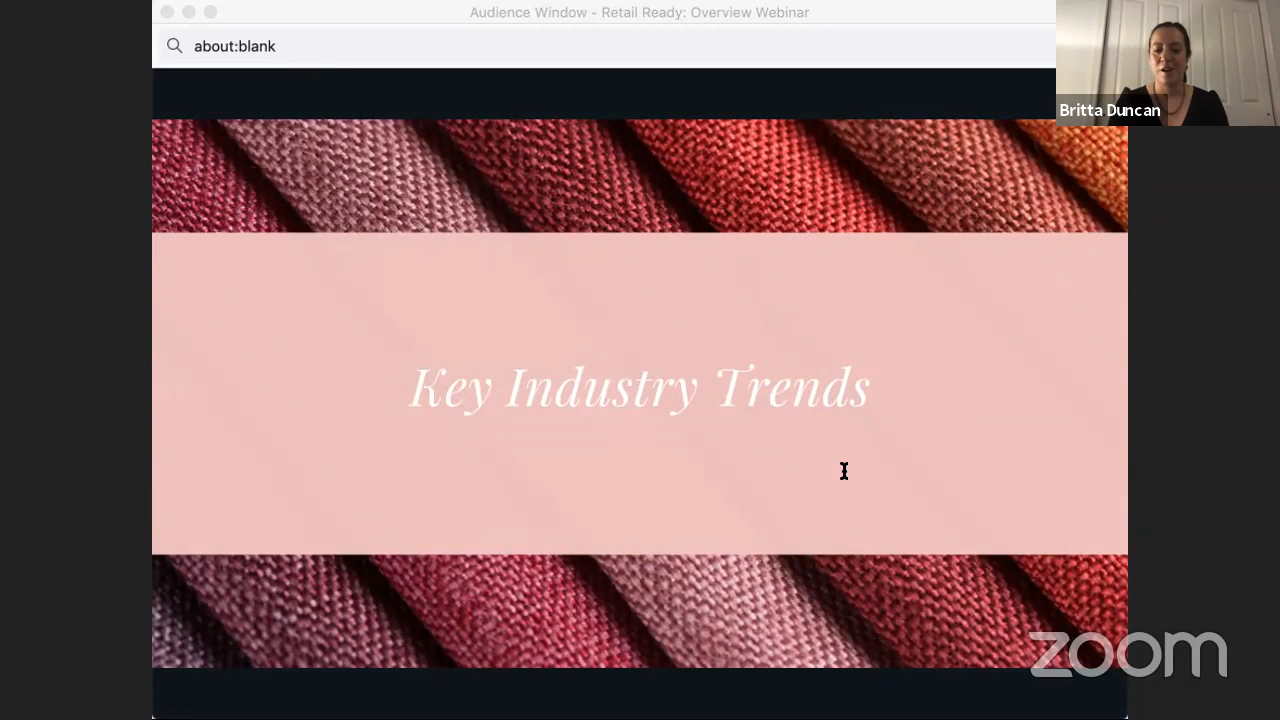 Audience Window - Retail Ready: Overview Webinar
about:blank
Britta Duncan
Key Industry Trends
zoom